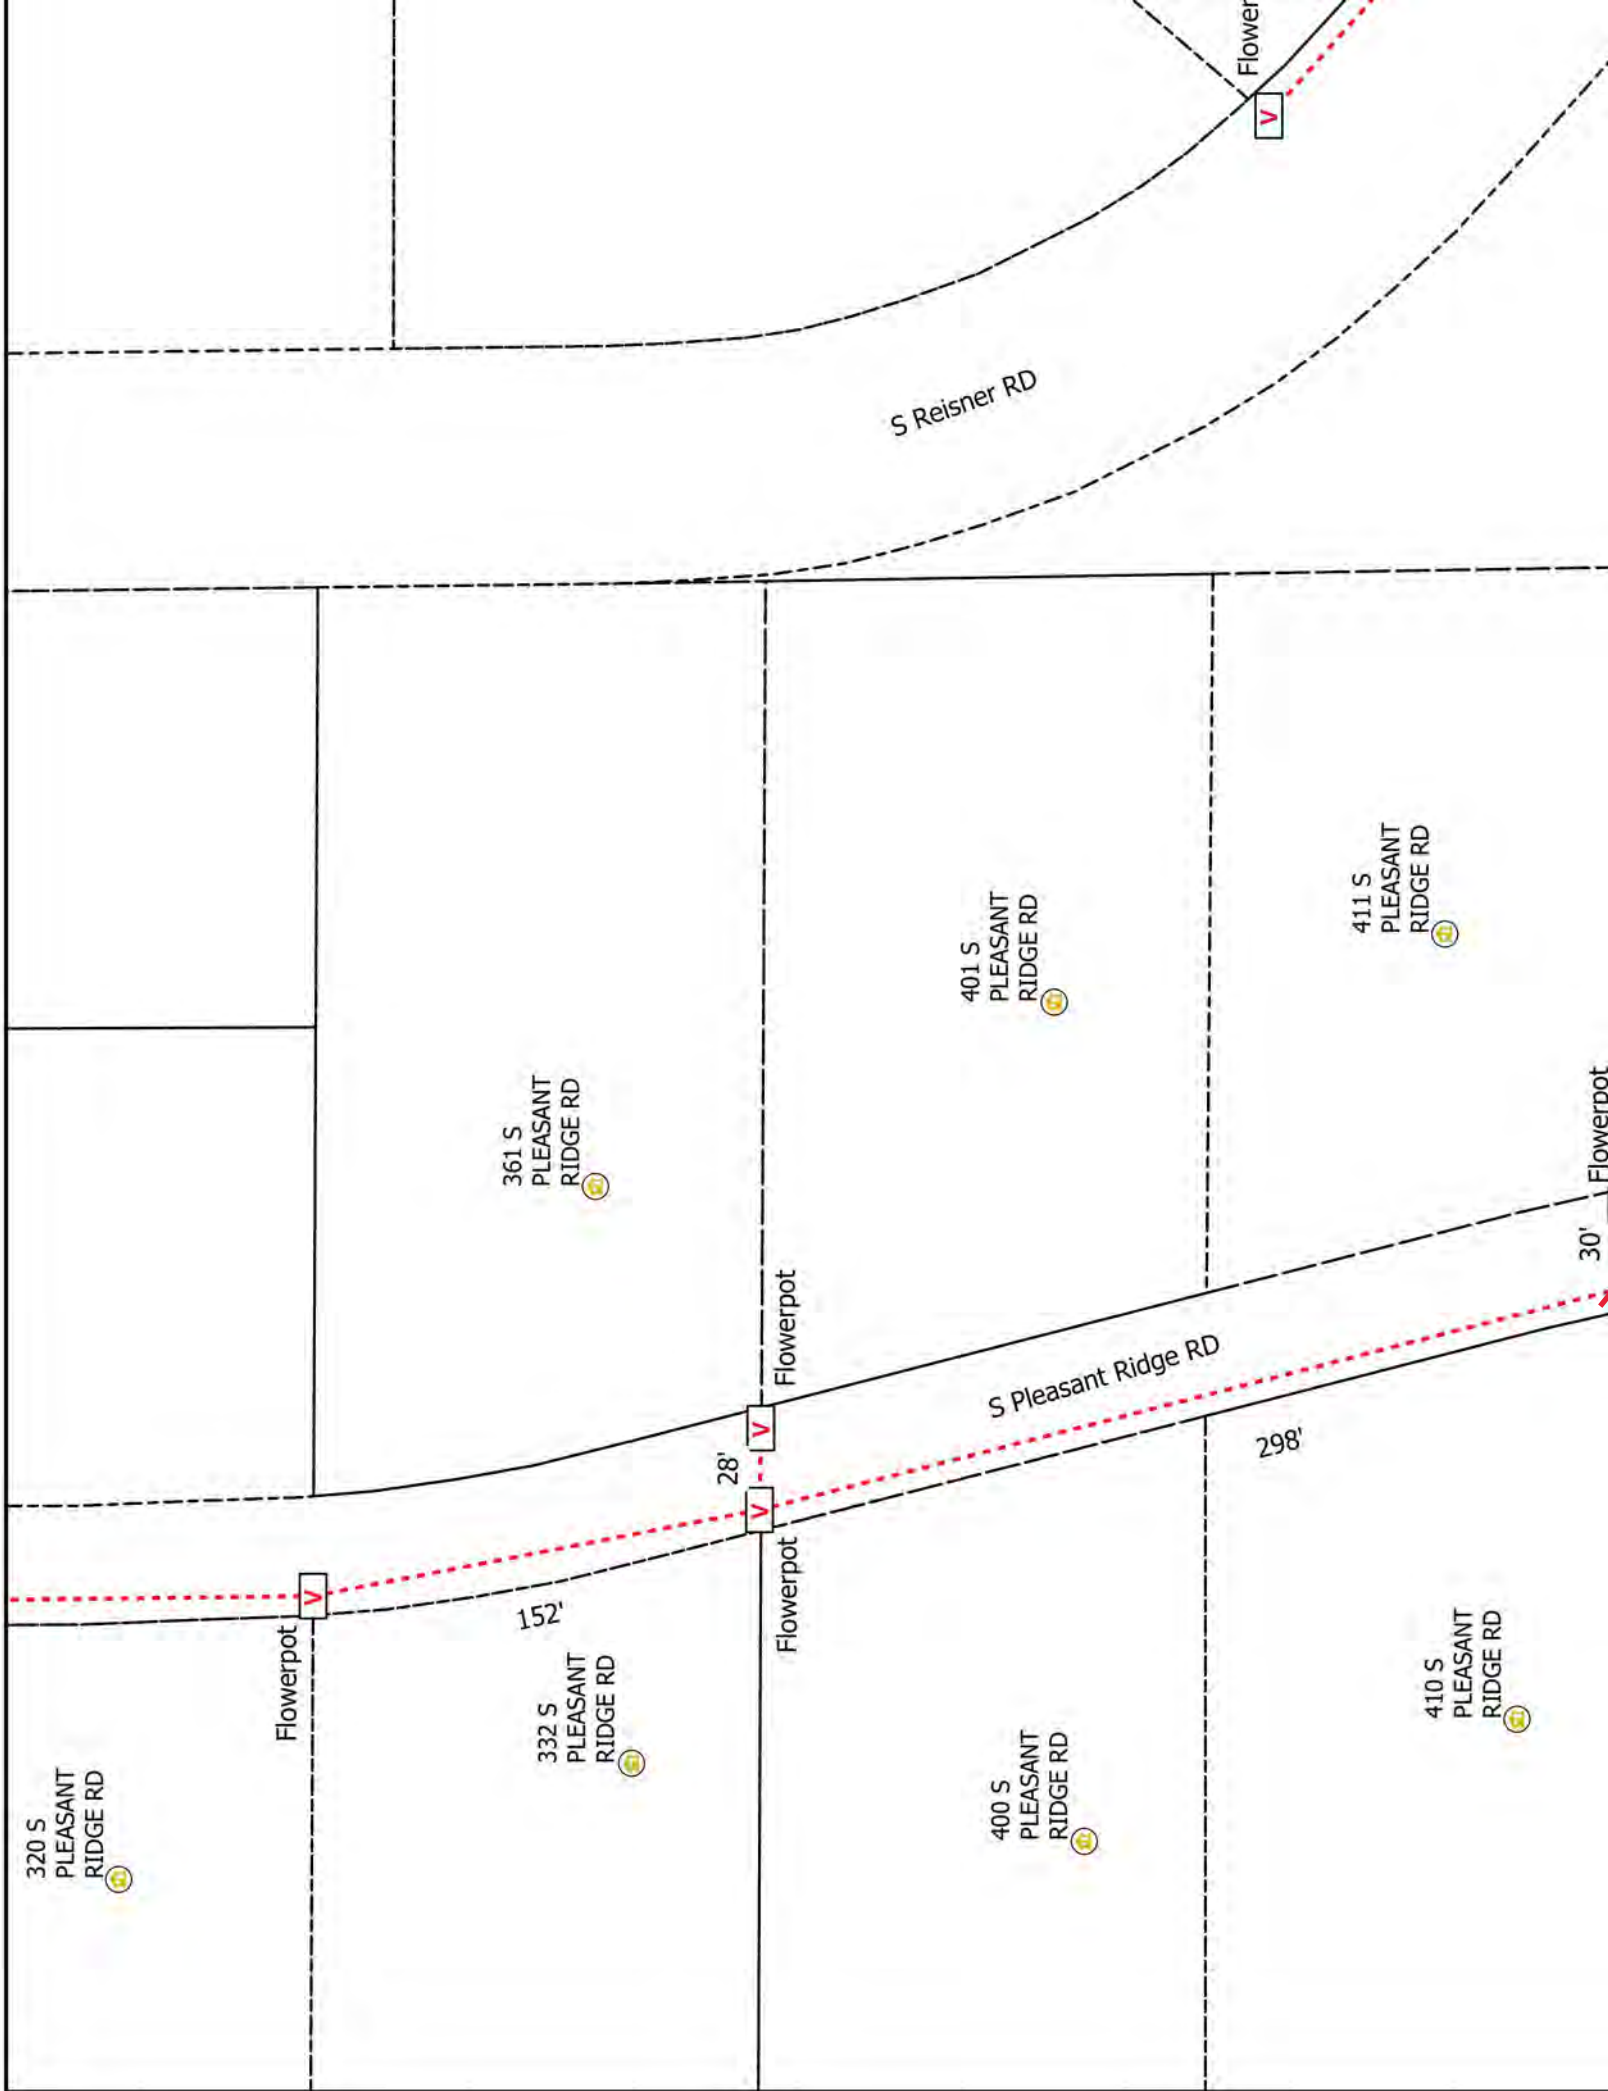 Flower
V
S Reisner RD
411 S
PLEASANT
RIDGE RD
401 S
PLEASANT
RIDGE RD
361 S
PLEASANT
RIDGE RD
Flowerpot
30'
Flowerpot
V
28'
V
Flowerpot
S Pleasant Ridge RD
298'
V
Flowerpot
152'
332 S
PLEASANT
RIDGE RD
320 S
PLEASANT
RIDGE RD
400 S
PLEASANT
RIDGE RD
410 S
PLEASANT
RIDGE RD